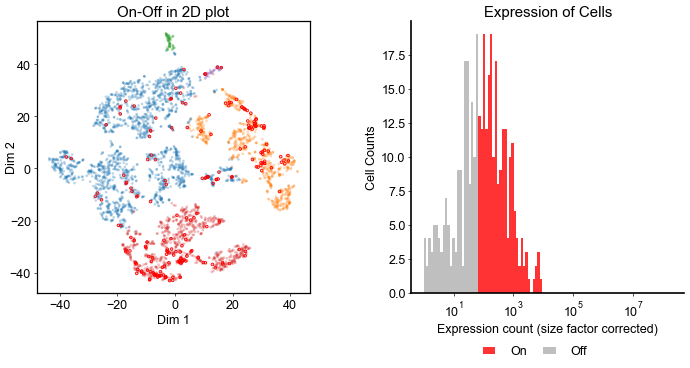 On-Off in 2D plot
Dim 2
40
20
0
−20
−40
−40 −20 0 20 40
Dim 1
Expression of Cells
Cell Counts
17.5
15.0
12.5
10.0
7.5
5.0
2.5
0.0
10^1 10^3 10^5 10^7
Expression count (size factor corrected)
On Off